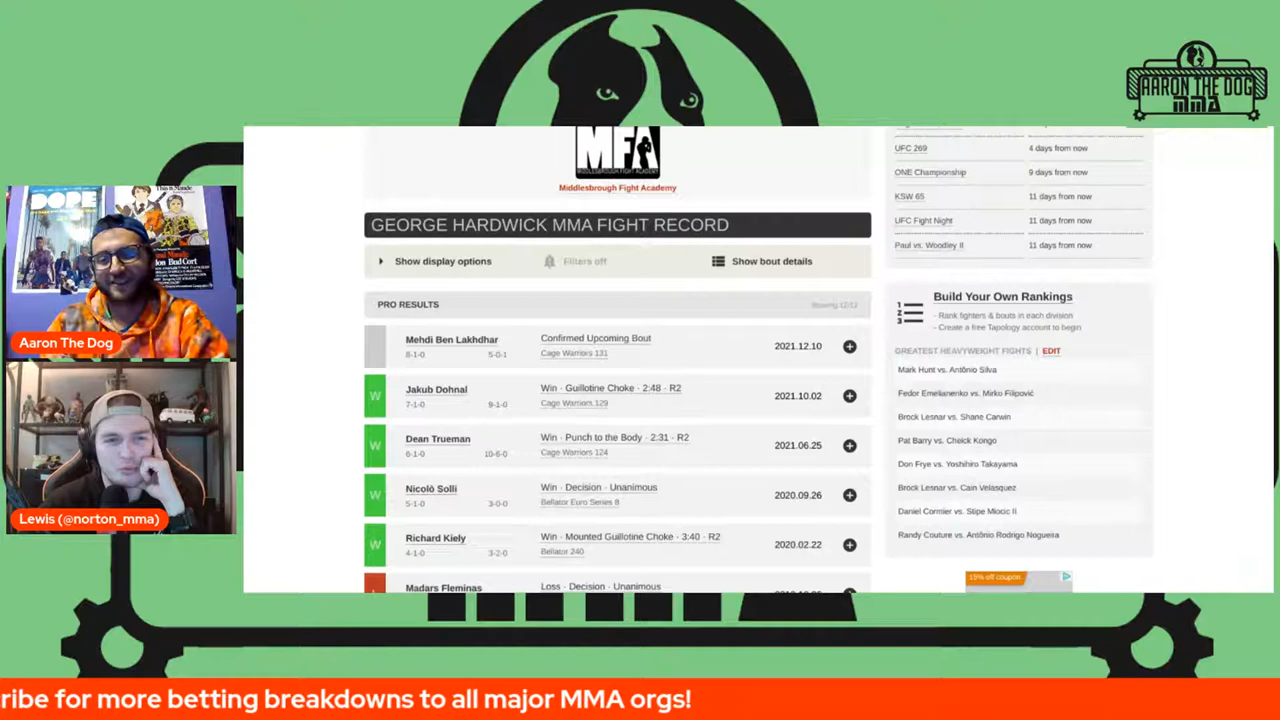 AARON THE DOG
MMA
DOPE
This is Maude
Bud Cort
Aaron The Dog
Lewis (@norton_mma)
MFA
MIDDLESBROUGH FIGHT ACADEMY
Middlesbrough Fight Academy
GEORGE HARDWICK MMA FIGHT RECORD
Show display options
Filters off
Show bout details
PRO RESULTS
Showing 12/12
Mehdi Ben Lakhdhar
Confirmed Upcoming Bout
8-1-0
5-0-1
Cage Warriors 131
2021.12.10
W
Jakub Dohnal
Win · Guillotine Choke · 2:48 · R2
7-1-0
9-1-0
Cage Warriors 129
2021.10.02
W
Dean Trueman
Win · Punch to the Body · 2:31 · R2
6-1-0
10-6-0
Cage Warriors 124
2021.06.25
W
Nicolò Solli
Win · Decision · Unanimous
5-1-0
3-0-0
Bellator Euro Series 8
2020.09.26
W
Richard Kiely
Win · Mounted Guillotine Choke · 3:40 · R2
4-1-0
3-2-0
Bellator 240
2020.02.22
Madars Fleminas
Loss · Decision · Unanimous
UFC 269
4 days from now
ONE Championship
9 days from now
KSW 65
11 days from now
UFC Fight Night
11 days from now
Paul vs. Woodley II
11 days from now
1
2
3
Build Your Own Rankings
- Rank fighters & bouts in each division
- Create a free Tapology account to begin
GREATEST HEAVYWEIGHT FIGHTS | EDIT
Mark Hunt vs. Antônio Silva
Fedor Emelianenko vs. Mirko Filipović
Brock Lesnar vs. Shane Carwin
Pat Barry vs. Cheick Kongo
Don Frye vs. Yoshihiro Takayama
Brock Lesnar vs. Cain Velasquez
Daniel Cormier vs. Stipe Miocic II
Randy Couture vs. Antônio Rodrigo Nogueira
15% off coupon
ribe for more betting breakdowns to all major MMA orgs!